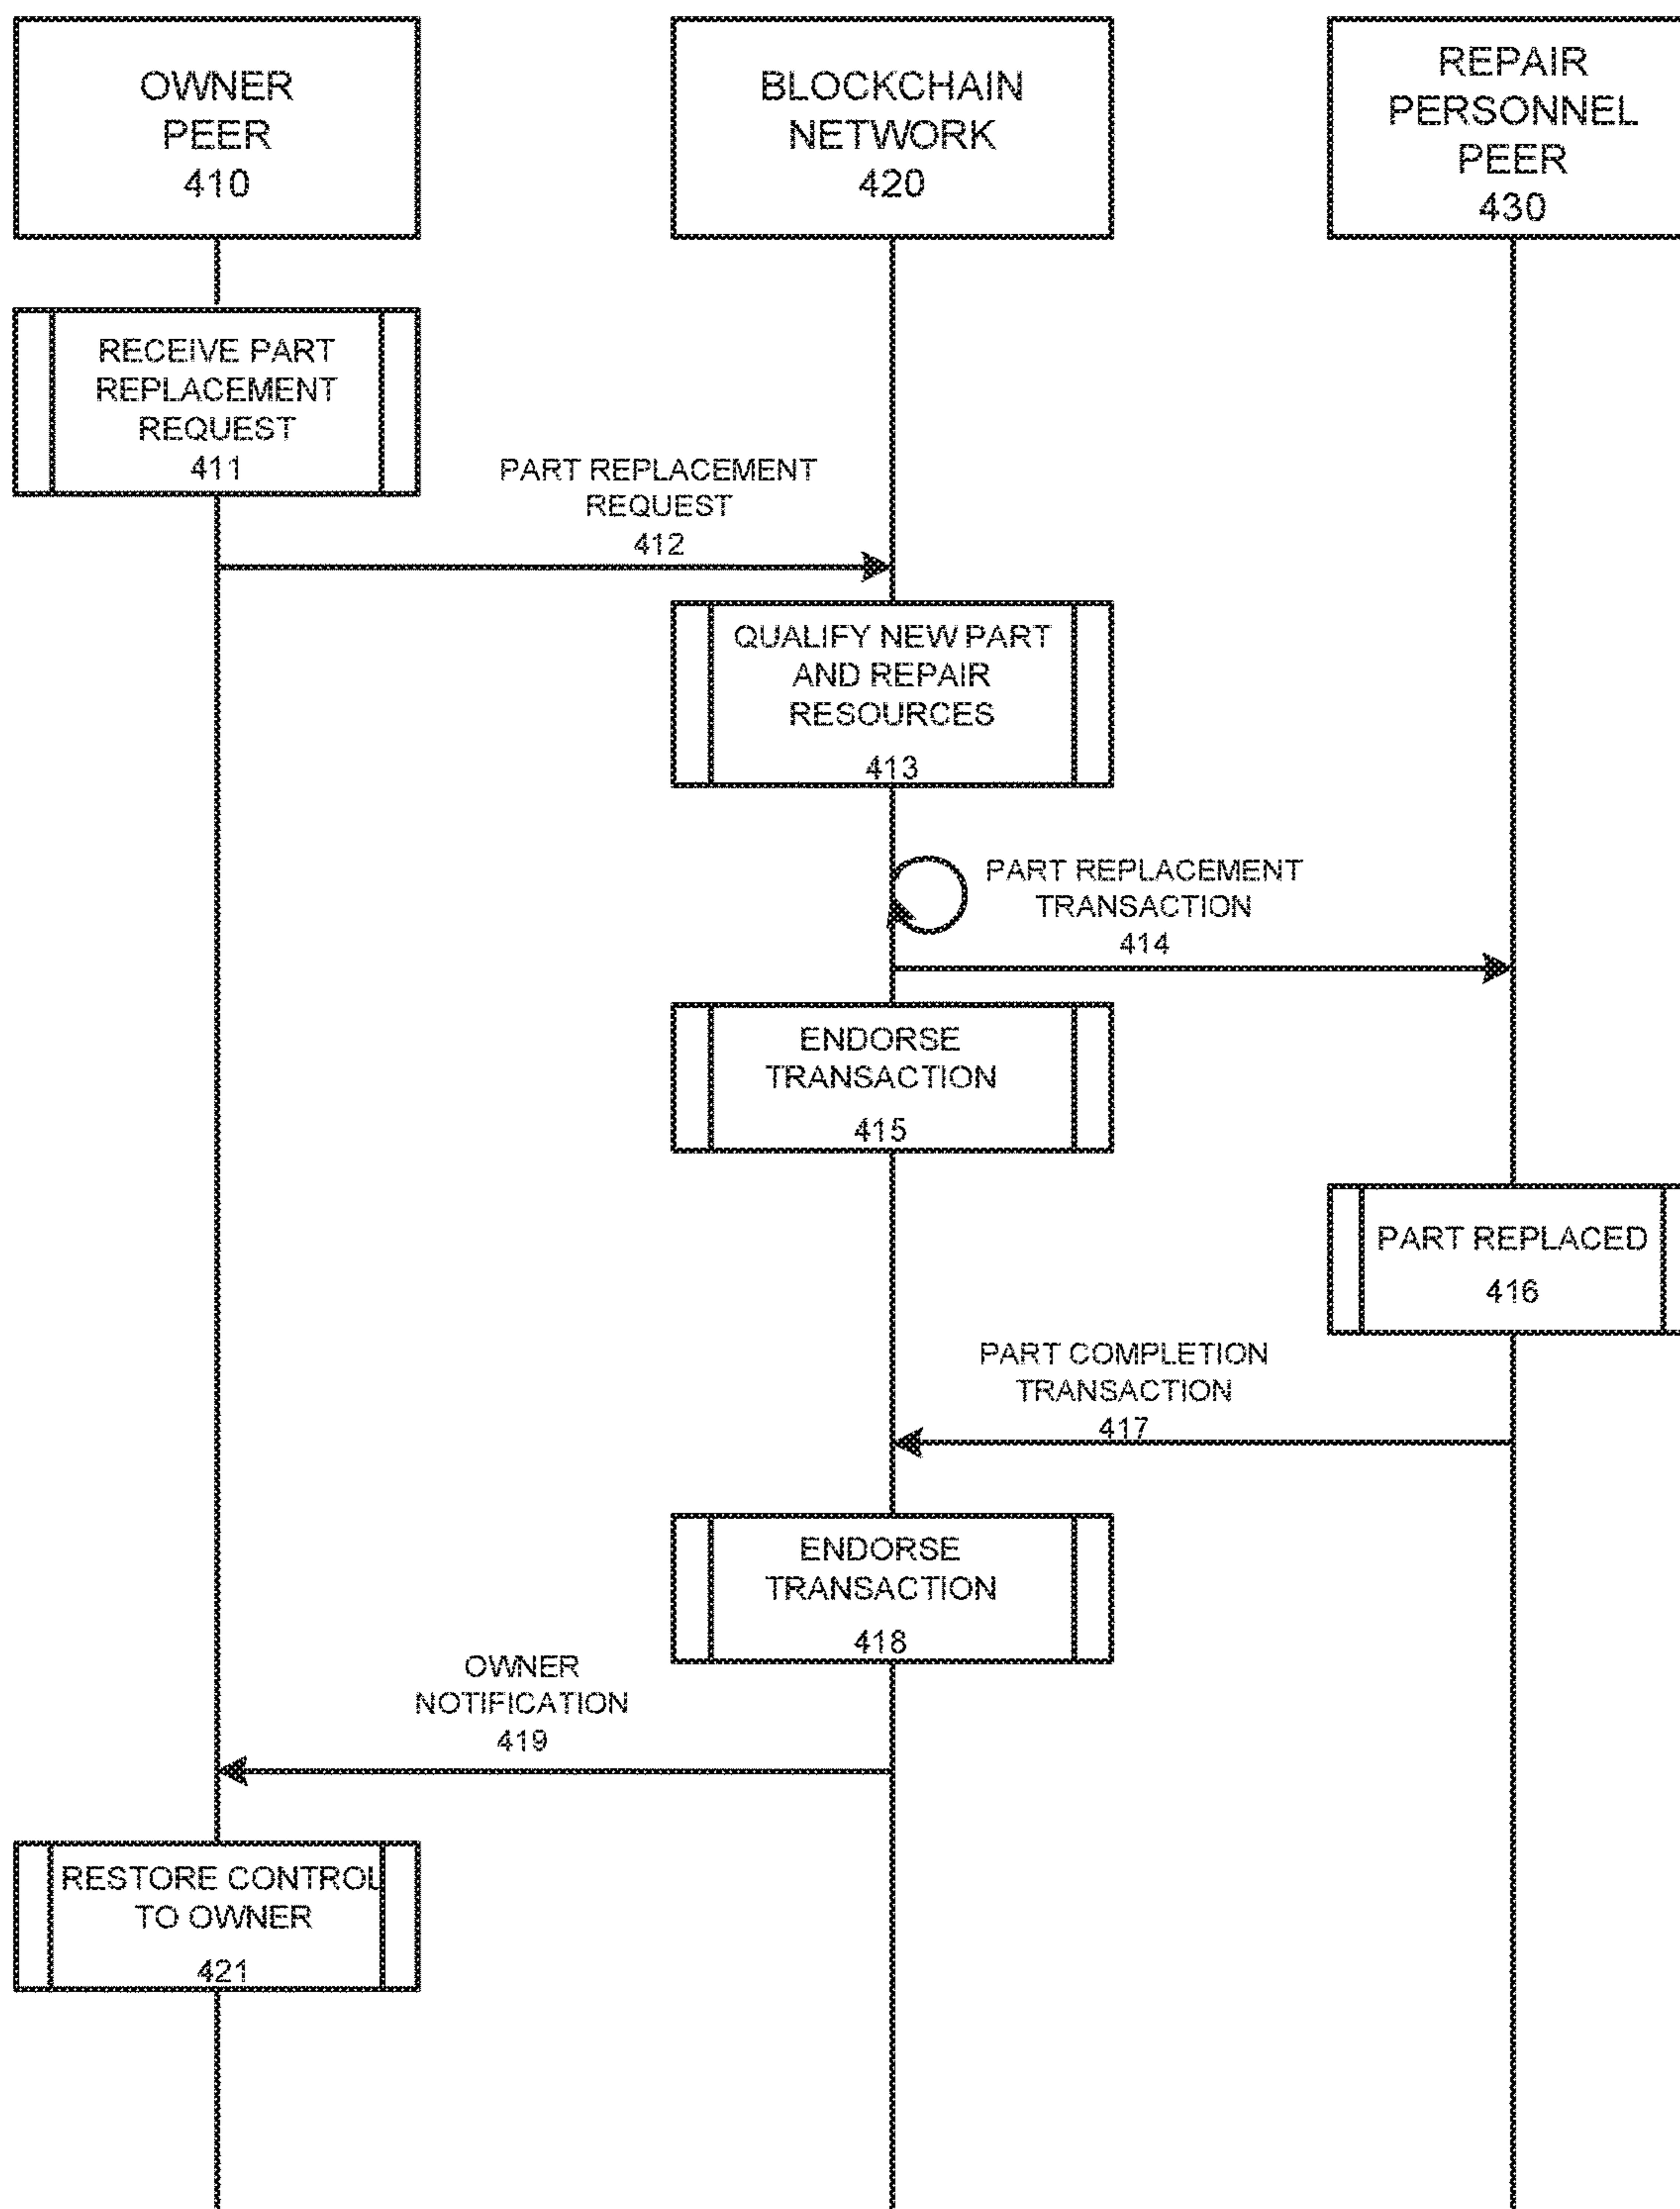 OWNER
PEER
410
BLOCKCHAIN
NETWORK
420
REPAIR
PERSONNEL
PEER
430
RECEIVE PART
REPLACEMENT
REQUEST
411
PART REPLACEMENT
REQUEST
412
QUALIFY NEW PART
AND REPAIR
RESOURCES
413
PART REPLACEMENT
TRANSACTION
414
ENDORSE
TRANSACTION
415
PART REPLACED
416
PART COMPLETION
TRANSACTION
417
ENDORSE
TRANSACTION
418
OWNER
NOTIFICATION
419
RESTORE CONTROL
TO OWNER
421